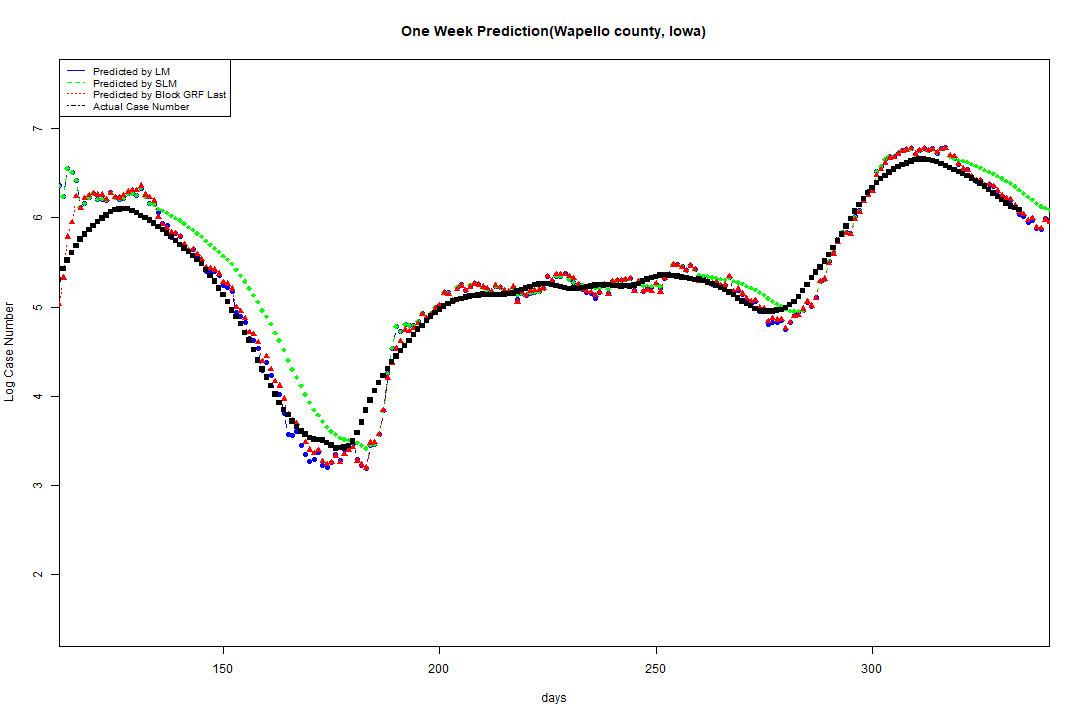 One Week Prediction(Wapello county, Iowa)
Predicted by LM
Predicted by SLM
Predicted by Block GRF Last
Actual Case Number
7
6
5
4
3
2
Log Case Number
150 200 250 300
days